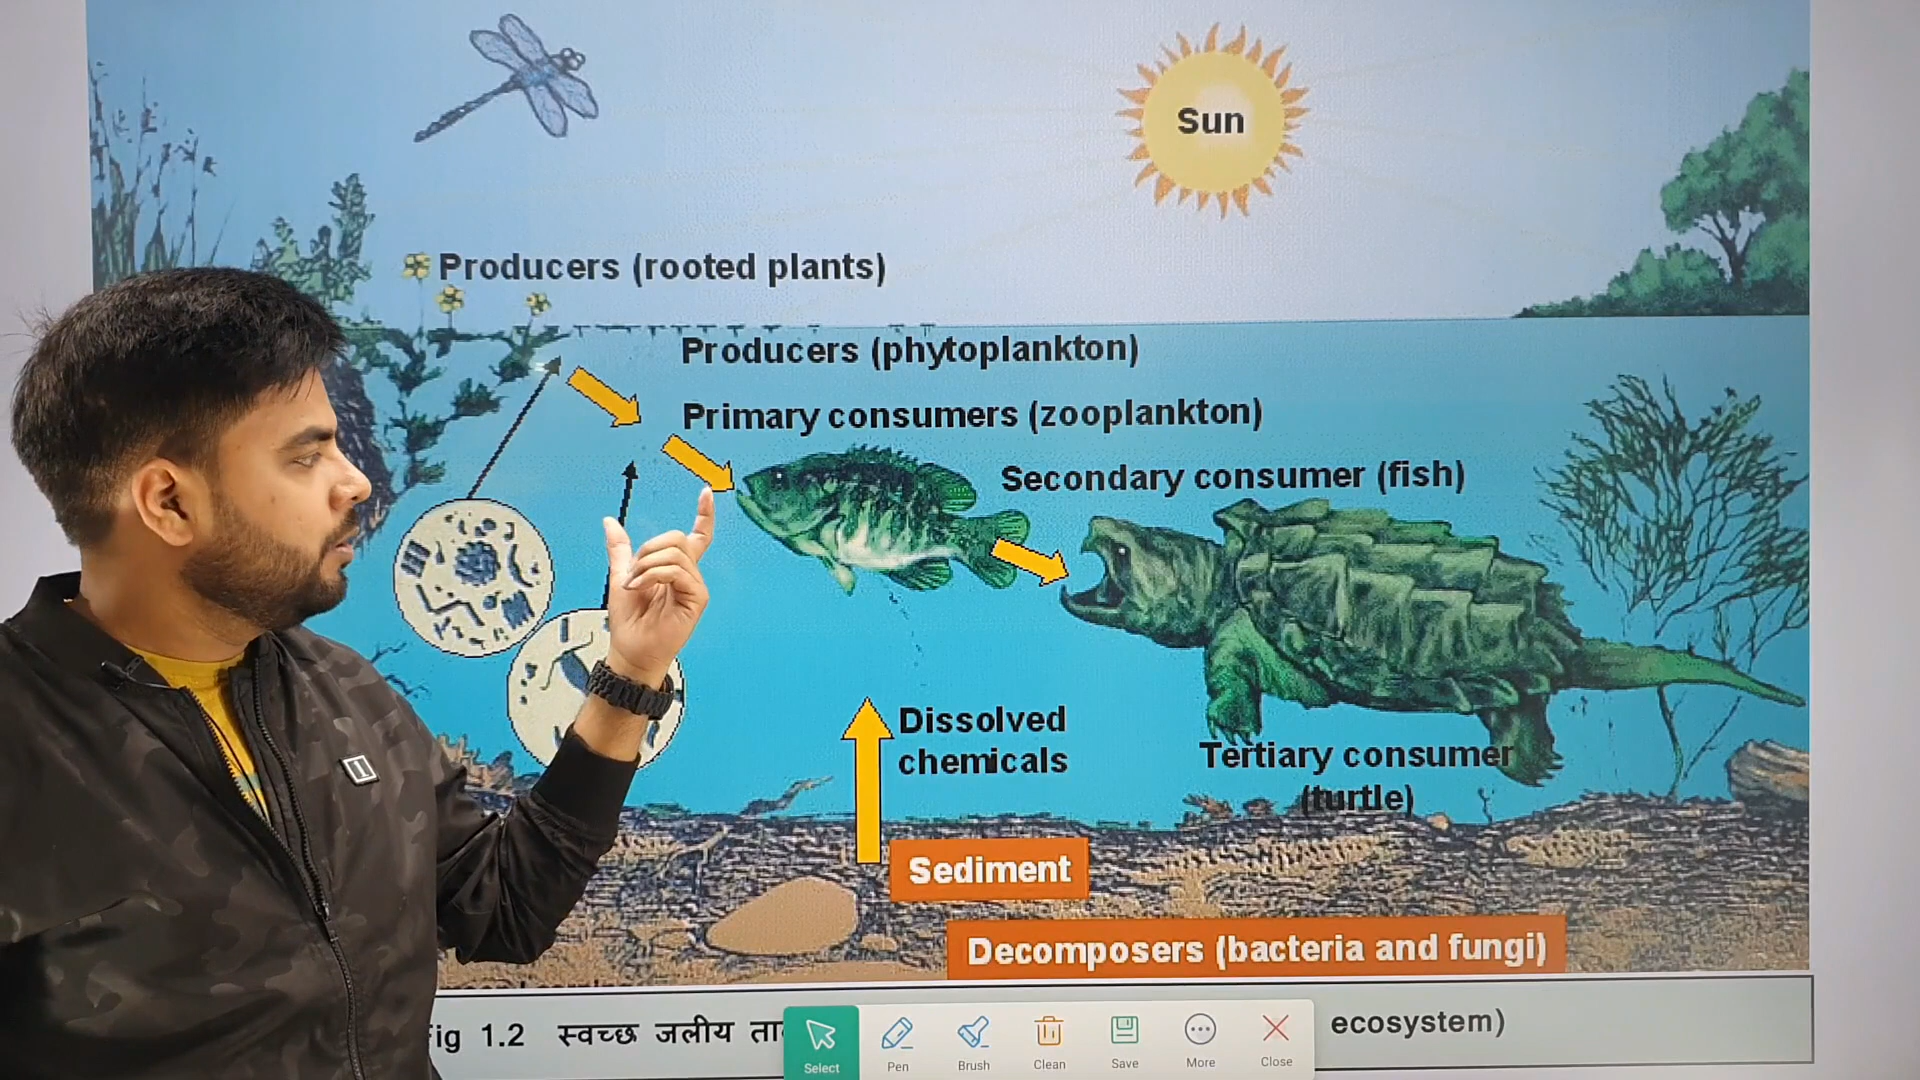 Sun
Producers (rooted plants)
Producers (phytoplankton)
Primary consumers (zooplankton)
Secondary consumer (fish)
Dissolved
chemicals
Tertiary consumer
(turtle)
Sediment
Decomposers (bacteria and fungi)
1.2 स्वच्छ जलीय ecosystem)
Select Pen Brush Clean Save More Close